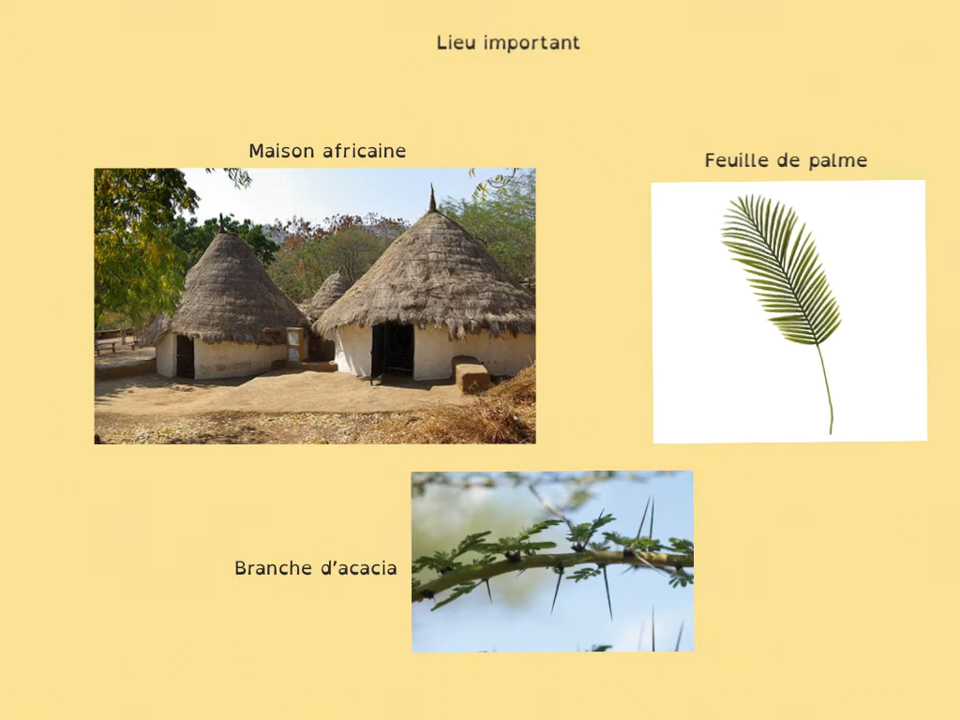 Lieu important
Maison africaine
Feuille de palme
Branche d'acacia